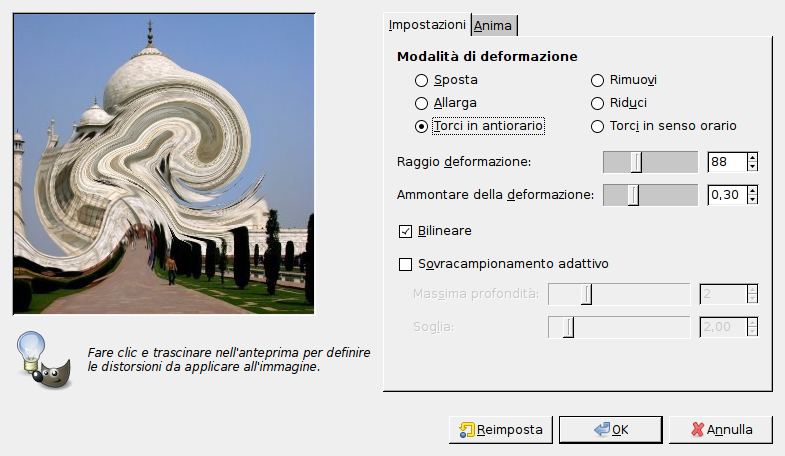 Impostazioni Anima
Modalità di deformazione
Sposta Rimuovi
Allarga Riduci
Torci in antiorario Torci in senso orario
Raggio deformazione: 88
Ammontare della deformazione: 0,30
Bilineare
Sovracampionamento adattivo
Massima profondità: 2
Soglia: 2,00
Fare clic e trascinare nell'anteprima per definire
le distorsioni da applicare all'immagine.
Reimposta OK Annulla